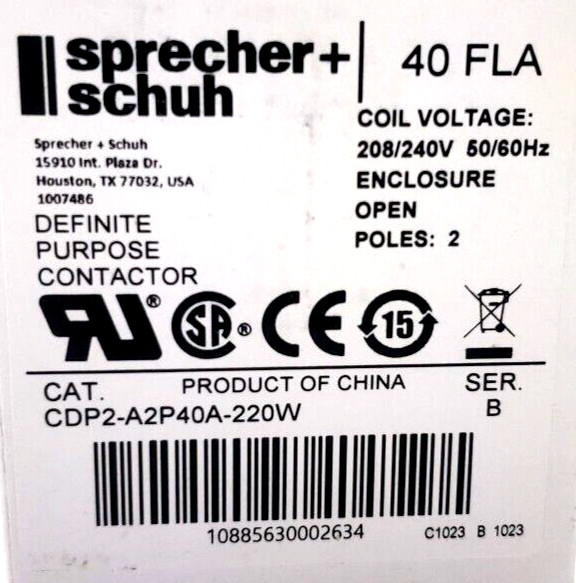 sprecher+
schuh
40 FLA
COIL VOLTAGE:
208/240V 50/60Hz
ENCLOSURE
OPEN
POLES: 2
Sprecher + Schuh
15910 Int. Plaza Dr.
Houston, TX 77032, USA
1007486
DEFINITE
PURPOSE
CONTACTOR
RU® SA® CE 15
CAT. PRODUCT OF CHINA SER.
CDP2-A2P40A-220W B
10885630002634 C1023 B 1023